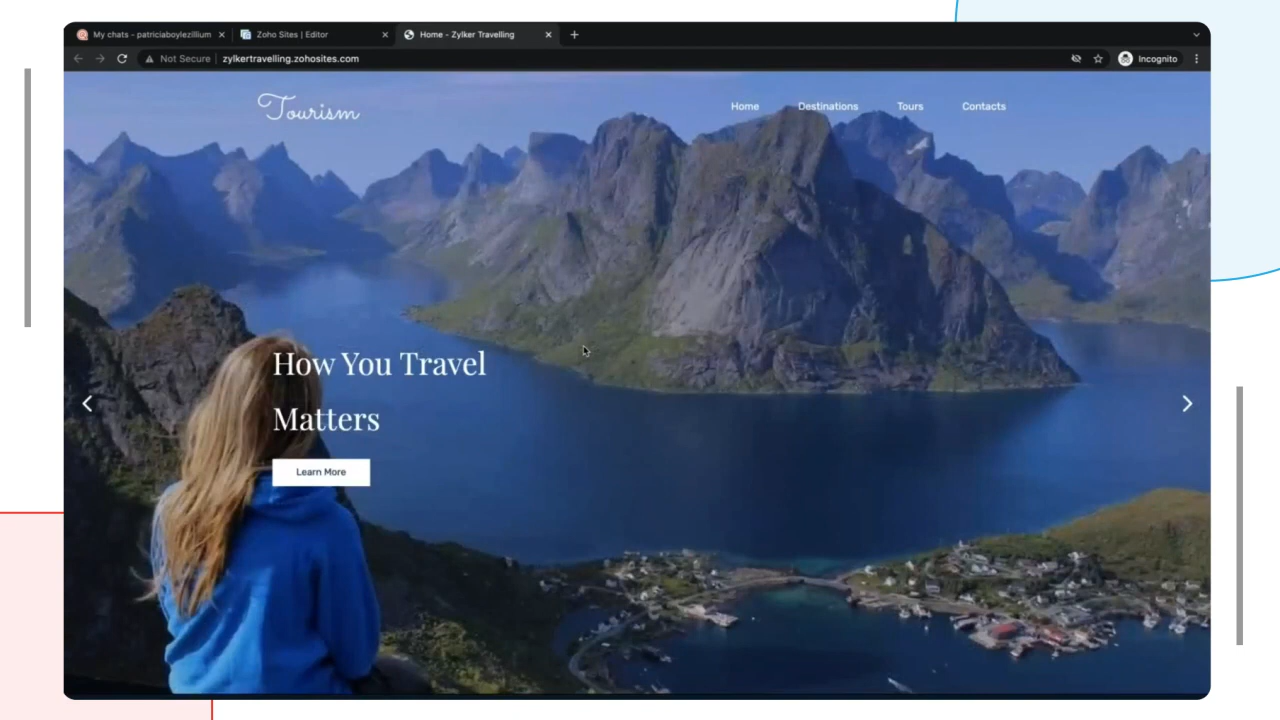 My chats - patriciaboylezillium
Zoho Sites | Editor
Home - Zylker Travelling
Not Secure
zylkertravelling.zohosites.com
Incognito
Tourism
Home
Destinations
Tours
Contacts
How You Travel
Matters
Learn More